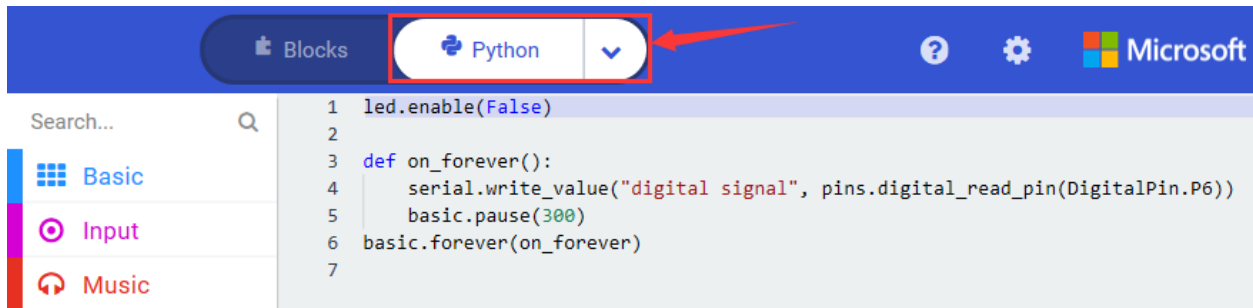 Blocks
Python
Microsoft
Search...
Basic
Input
Music
1 led.enable(False)
2
3 def on_forever():
4     serial.write_value("digital signal", pins.digital_read_pin(DigitalPin.P6))
5     basic.pause(300)
6 basic.forever(on_forever)
7